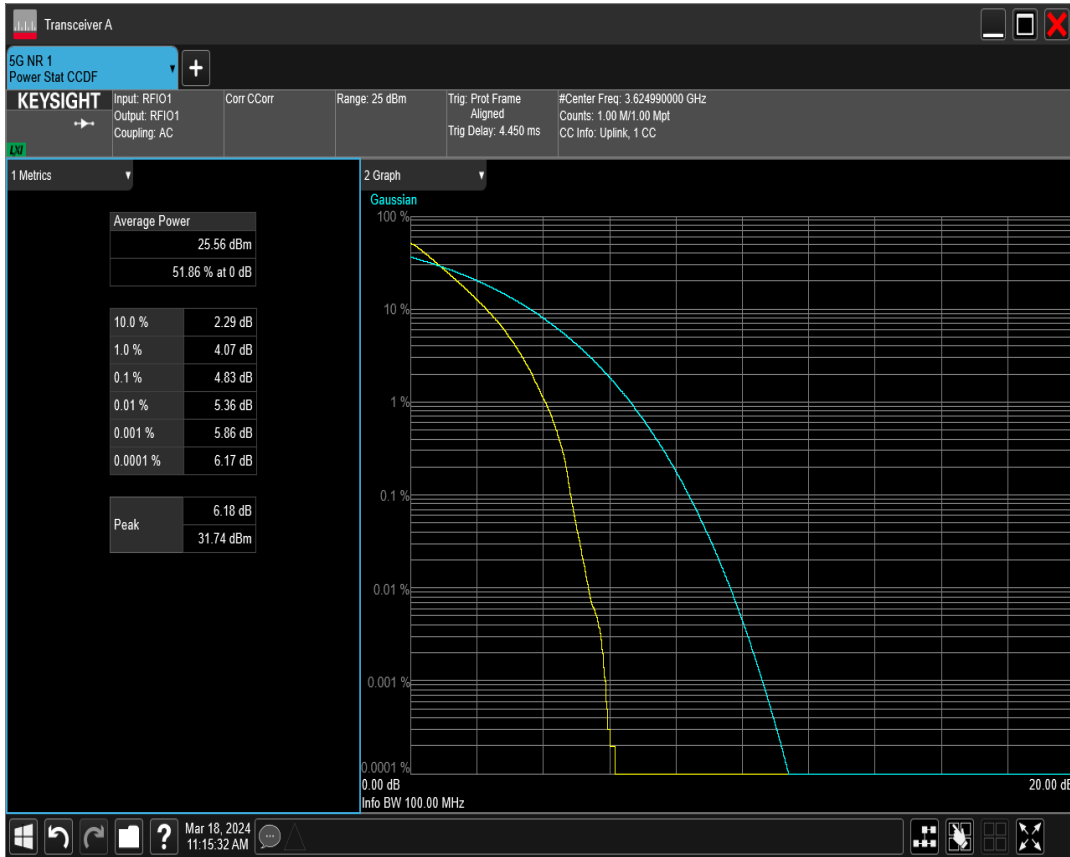 Transceiver A
5G NR 1
Power Stat CCDF
+
KEYSIGHT
LXI
Input: RFIO1
Output: RFIO1
Coupling: AC
Corr CCorr
Range: 25 dBm
Trig: Prot Frame
Aligned
Trig Delay: 4.450 ms
#Center Freq: 3.624990000 GHz
Counts: 1.00 M/1.00 Mpt
CC Info: Uplink, 1 CC
1 Metrics
Average Power
25.56 dBm
51.86 % at 0 dB
10.0 % 2.29 dB
1.0 % 4.07 dB
0.1 % 4.83 dB
0.01 % 5.36 dB
0.001 % 5.86 dB
0.0001 % 6.17 dB
Peak
6.18 dB
31.74 dBm
2 Graph
Gaussian
100 %
10 %
1 %
0.1 %
0.01 %
0.001 %
0.0001 %
0.00 dB
20.00 dB
Info BW 100.00 MHz
?
Mar 18, 2024
11:15:32 AM